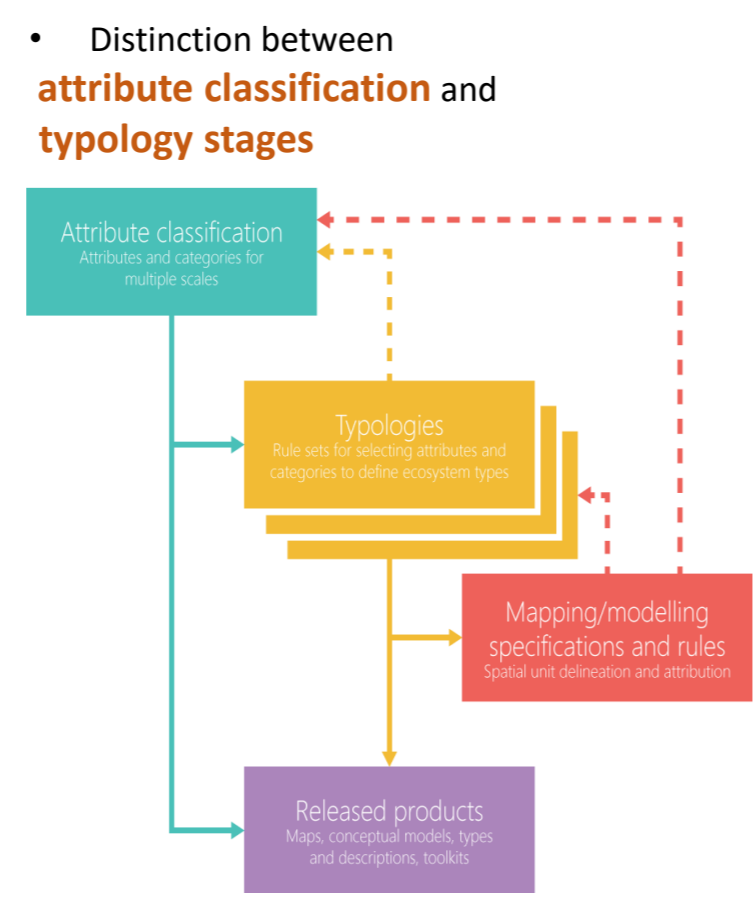 • Distinction between
attribute classification and
typology stages
Attribute classification
Attributes and categories for
multiple scales
Typologies
Rule sets for selecting attributes and
categories to define ecosystem types
Mapping/modelling
specifications and rules
Spatial unit delineation and attribution
Released products
Maps, conceptual models, types
and descriptions, toolkits